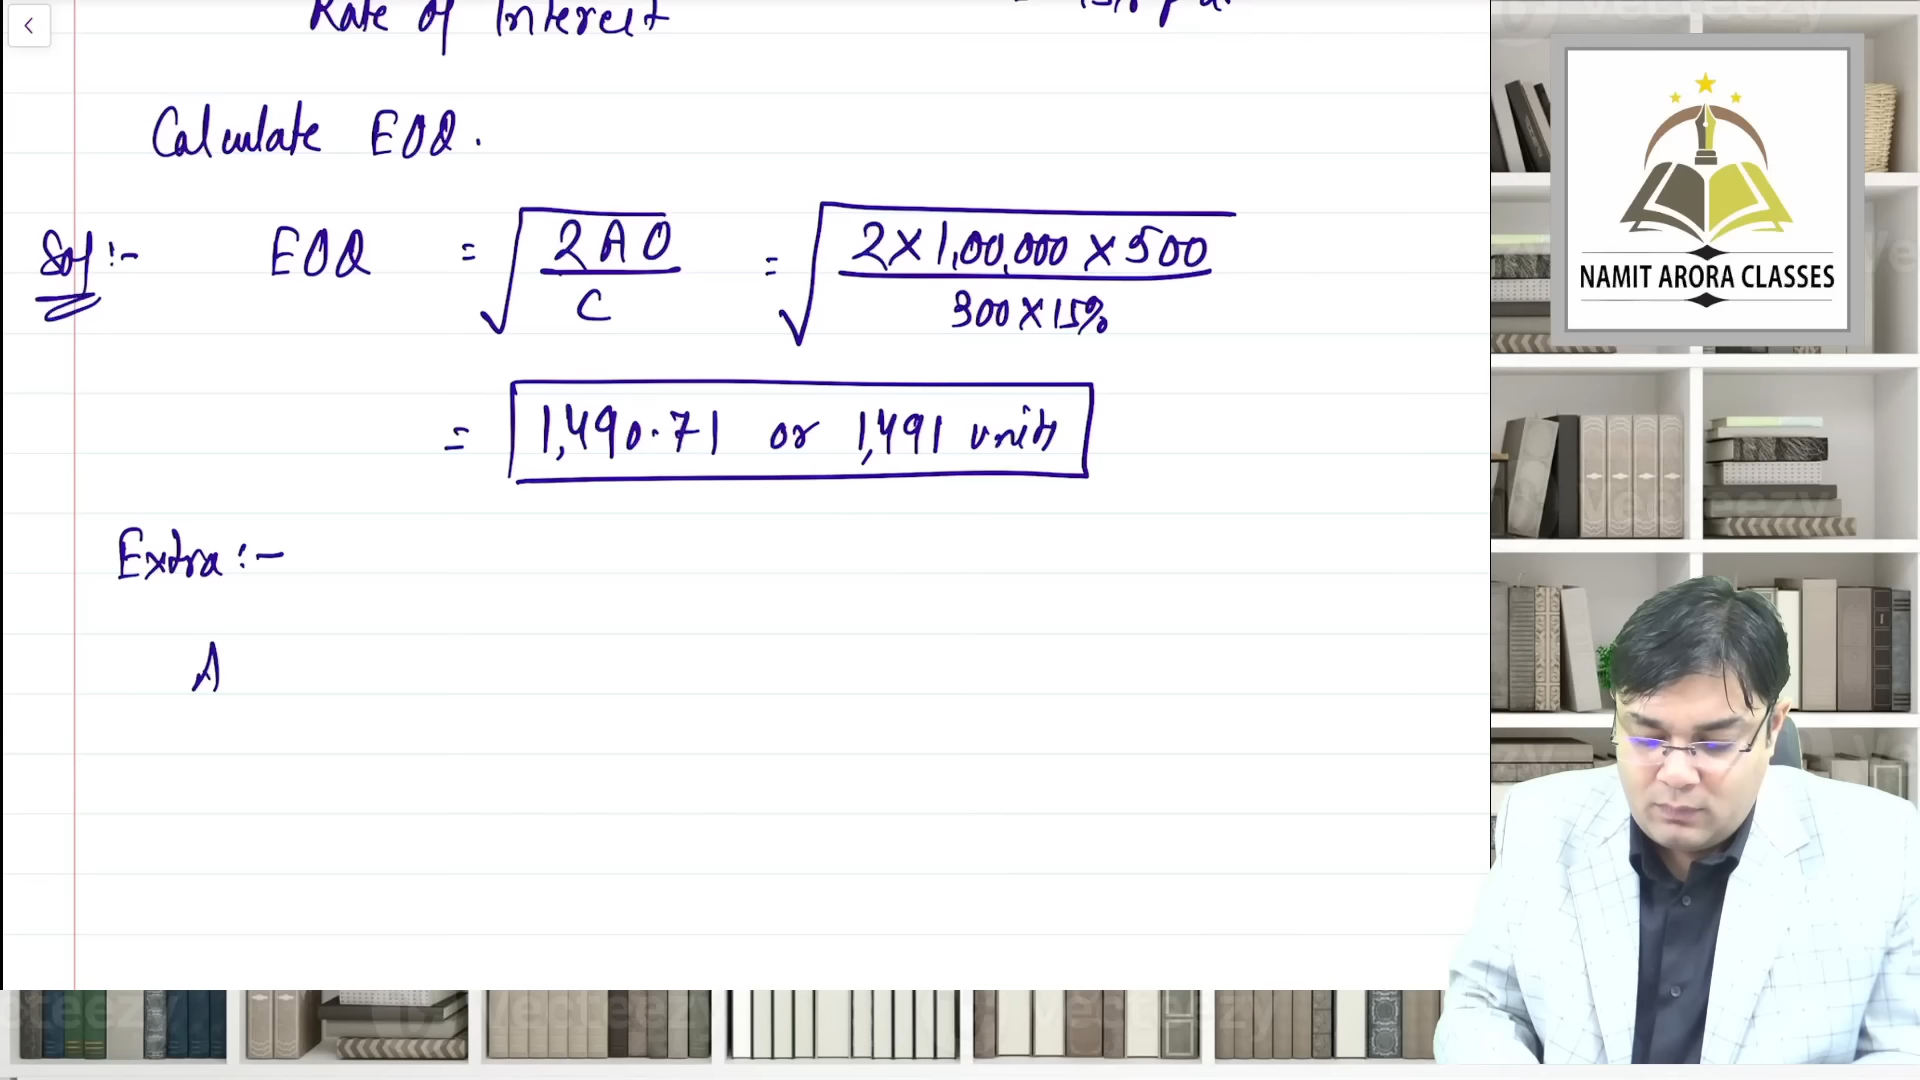 Rate of Interest = 15% p.a.
Calculate EOQ.
Sol :- EOQ = √ 2AO / C = √ 2 X 1,00,000 X 500 / 300 X 15%
= 1,490.71 or 1,491 units
Extra :-
A
NAMIT ARORA CLASSES